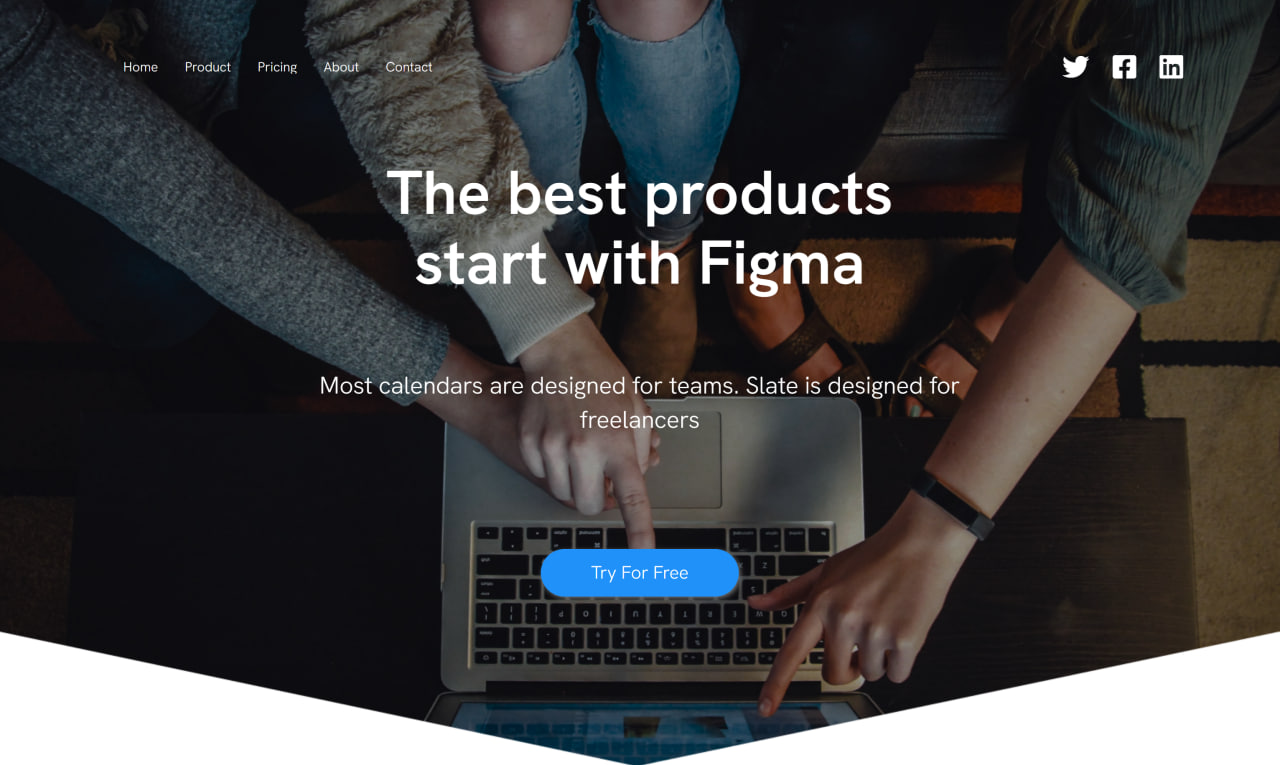 Home Product Pricing About Contact
The best products
start with Figma
Most calendars are designed for teams. Slate is designed for
freelancers
Try For Free